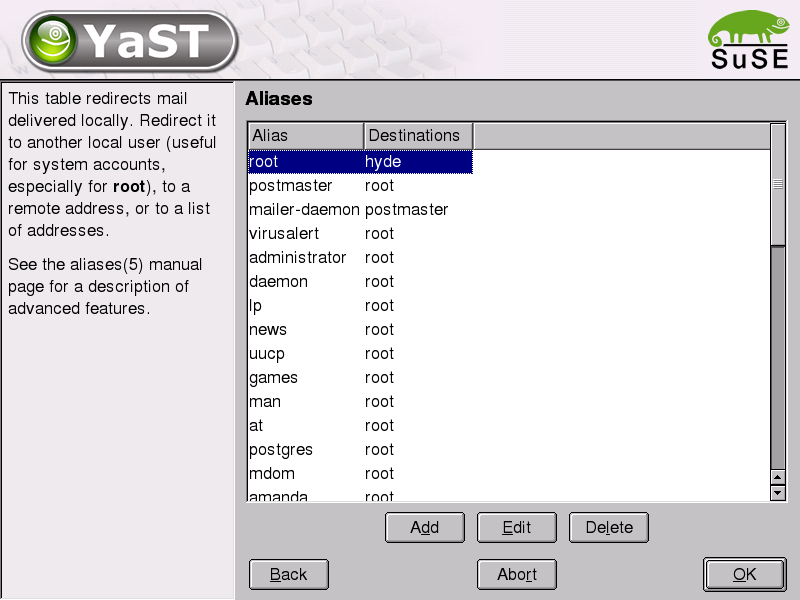 YaST
SuSE
This table redirects mail
delivered locally. Redirect it
to another local user (useful
for system accounts,
especially for root), to a
remote address, or to a list
of addresses.
See the aliases(5) manual
page for a description of
advanced features.
Aliases
Alias Destinations
root hyde
postmaster root
mailer-daemon postmaster
virusalert root
administrator root
daemon root
lp root
news root
uucp root
games root
man root
at root
postgres root
mdom root
amanda root
Add Edit Delete
Back Abort OK